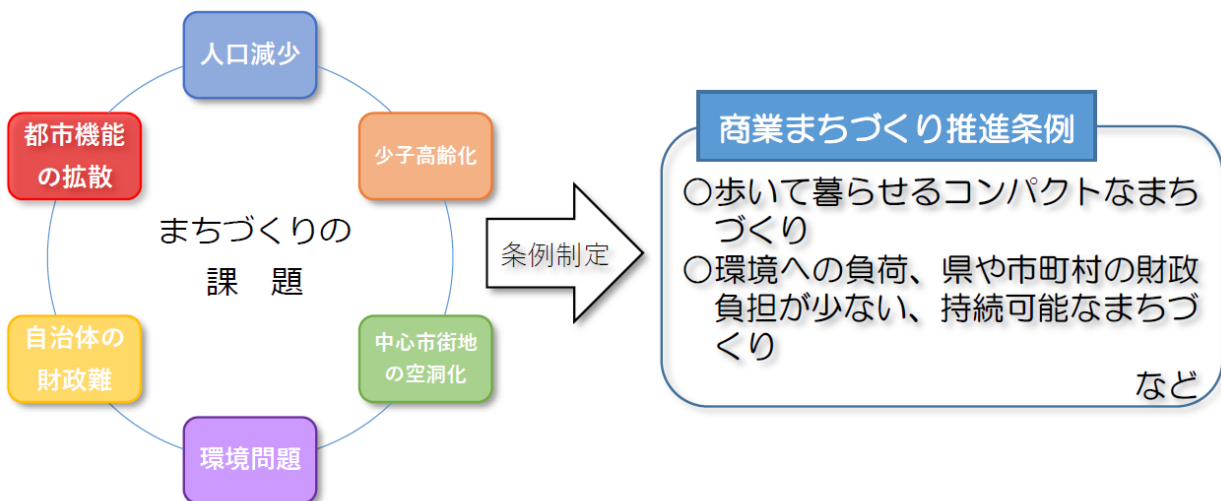 人口減少
都市機能
の拡散
少子高齢化
まちづくりの
課　題
自治体の
財政難
中心市街地
の空洞化
環境問題
条例制定
商業まちづくり推進条例
○歩いて暮らせるコンパクトなまち
づくり
○環境への負荷、県や市町村の財政
負担が少ない、持続可能なまちづ
くり
など